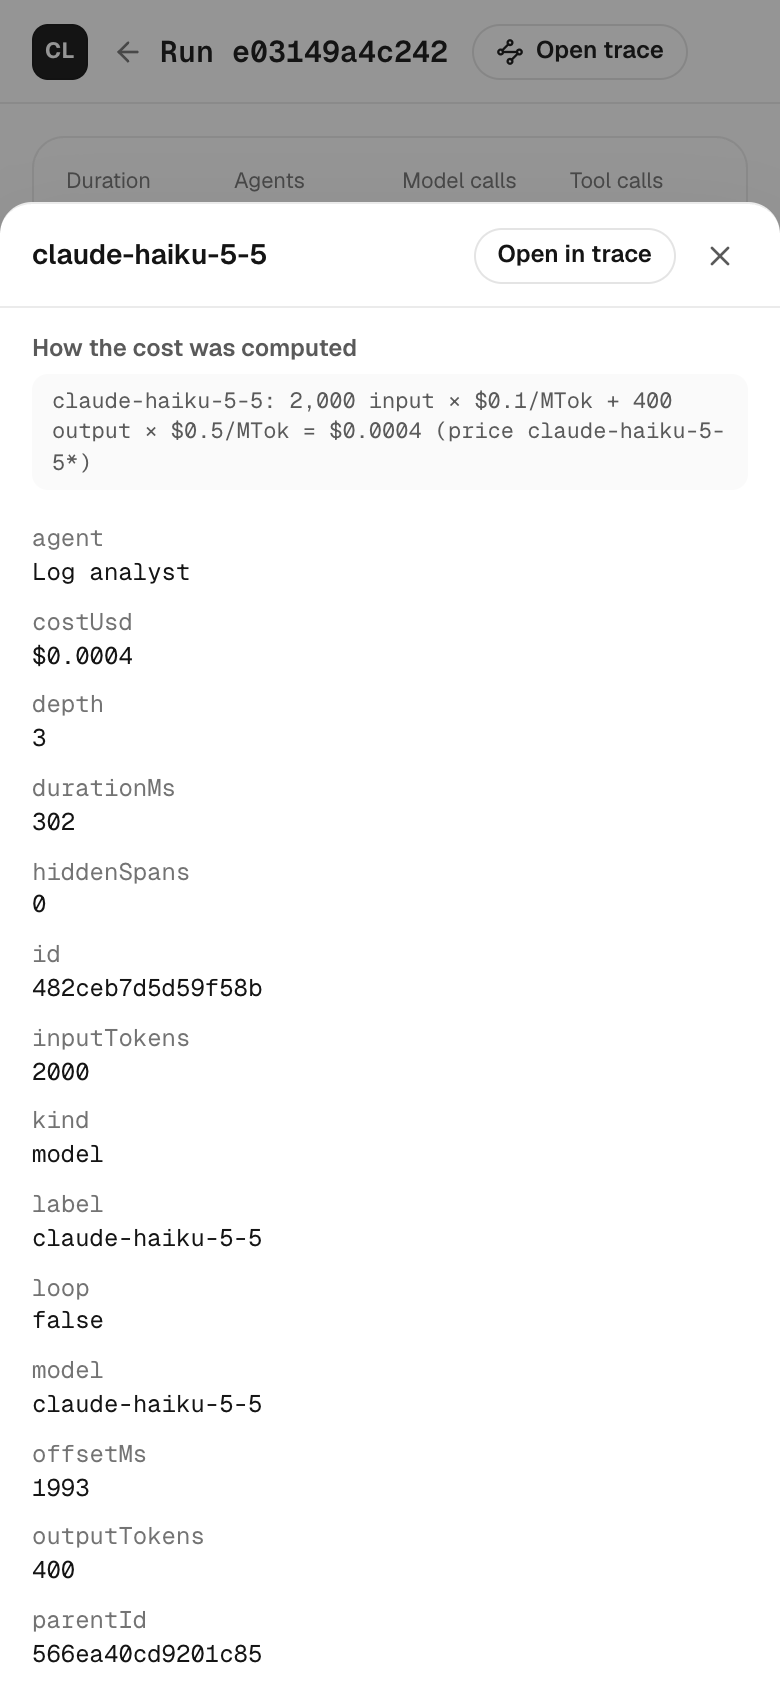 CL
Run e03149a4c242
Open trace
Duration
Agents
Model calls
Tool calls
claude-haiku-5-5
Open in trace
How the cost was computed
claude-haiku-5-5: 2,000 input × $0.1/MTok + 400
output × $0.5/MTok = $0.0004 (price claude-haiku-5-
5*)
agent
Log analyst
costUsd
$0.0004
depth
3
durationMs
302
hiddenSpans
0
id
482ceb7d5d59f58b
inputTokens
2000
kind
model
label
claude-haiku-5-5
loop
false
model
claude-haiku-5-5
offsetMs
1993
outputTokens
400
parentId
566ea40cd9201c85